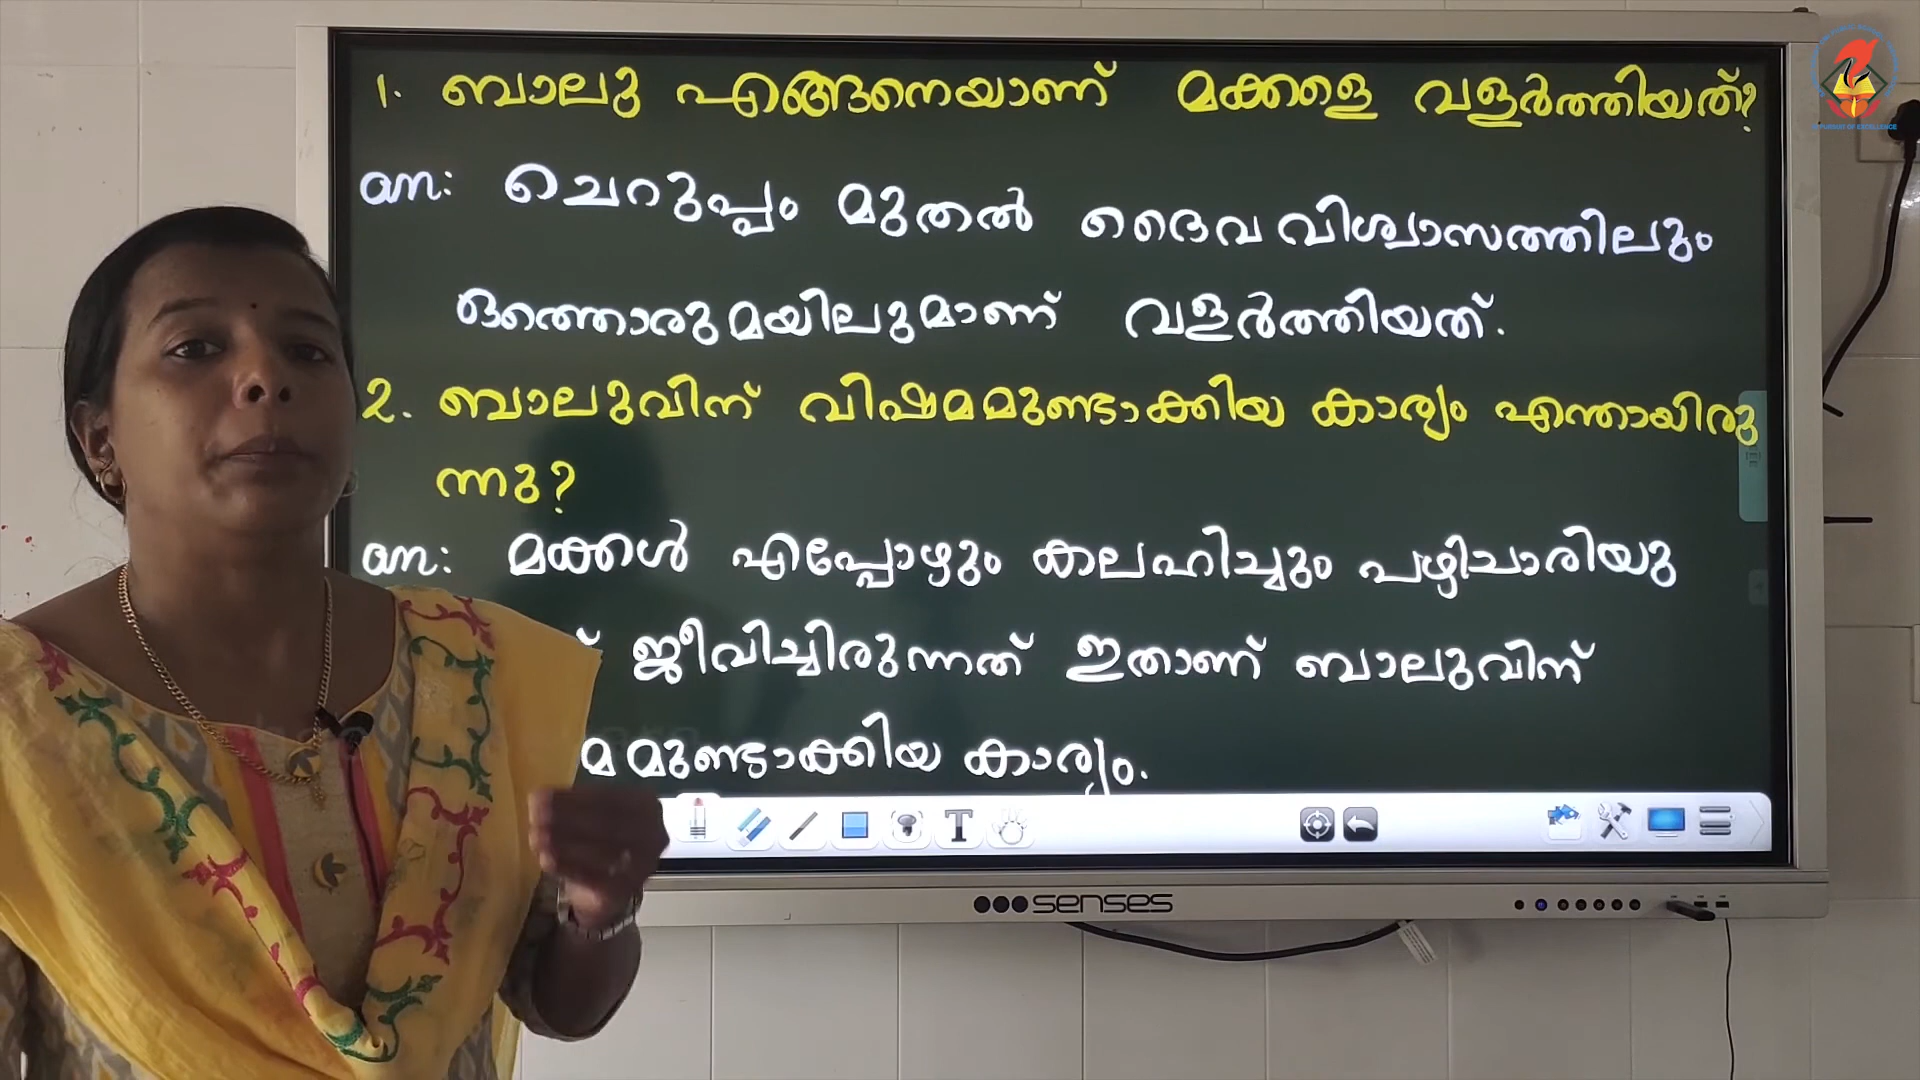 1. ബാലു എങ്ങനെയാണ് മക്കളെ വളർത്തിയത്?
ans: ചെറുപ്പം മുതൽ ദൈവവിശ്വാസത്തിലും
ഒത്തൊരുമയിലുമാണ് വളർത്തിയത്.
2. ബാലുവിന് വിഷമമുണ്ടാക്കിയ കാര്യം എന്തായിരു
ന്നു?
ans: മക്കൾ എപ്പോഴും കലഹിച്ചും പഴിചാരിയു
ജീവിച്ചിരുന്നത് ഇതാണ് ബാലുവിന്
മമുണ്ടാക്കിയ കാര്യം.
T
senses